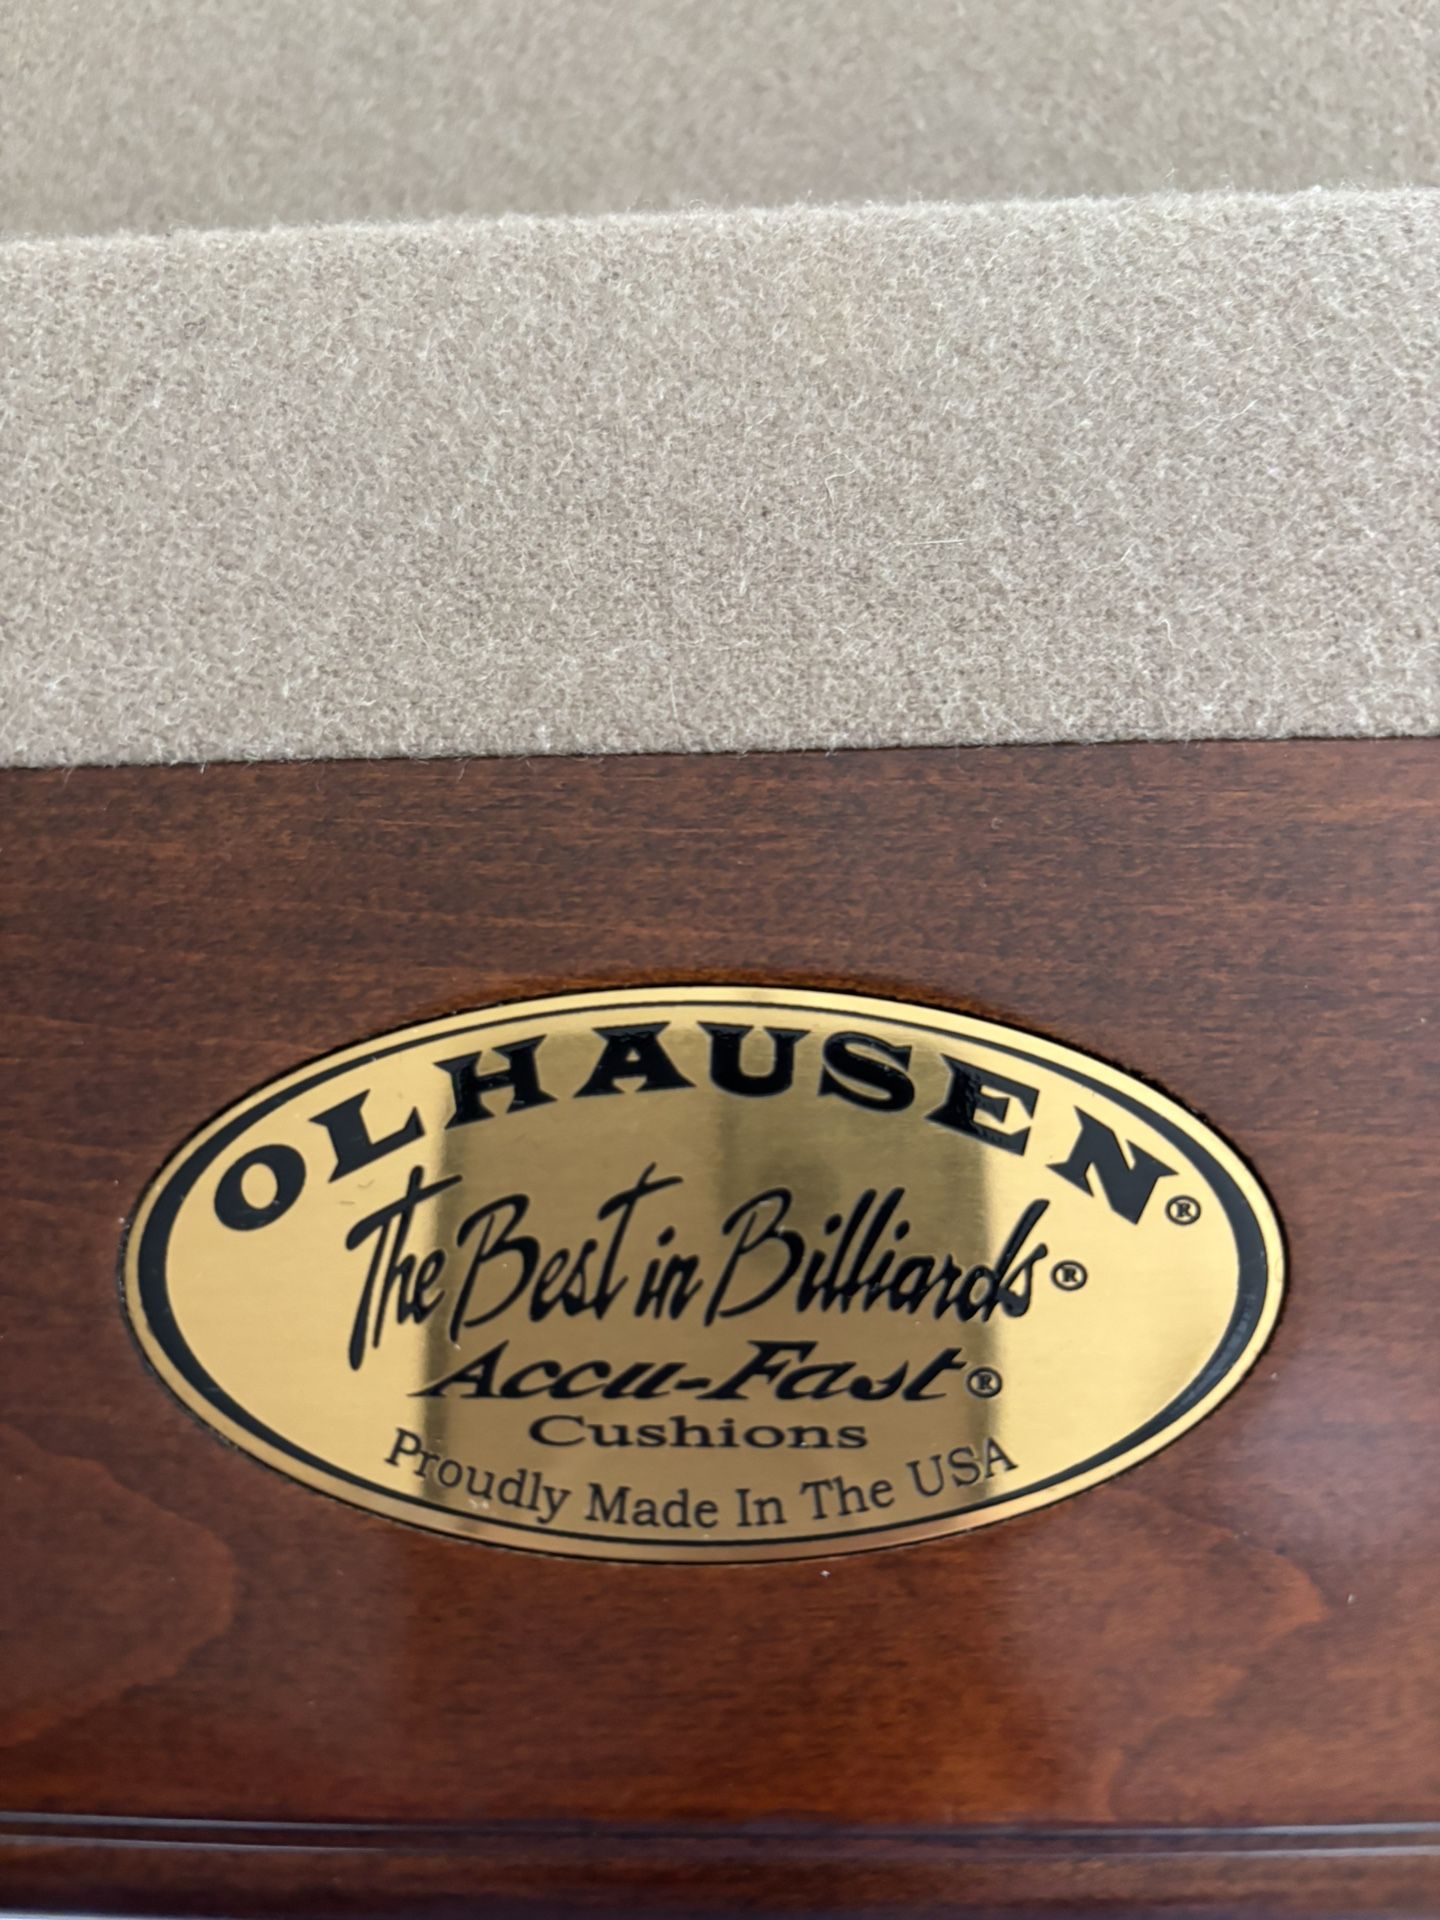 OLHAUSEN®
The Best in Billiards®
Accu-Fast®
Cushions
Proudly Made In The USA